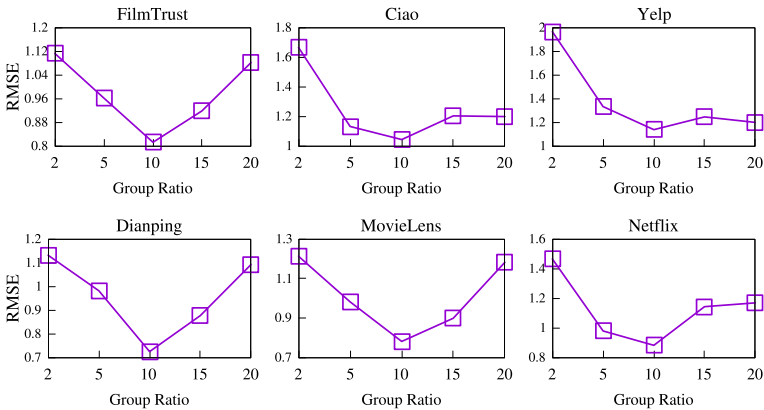 FilmTrust
Ciao
Yelp
1.2
1.12
1.04
0.96
0.88
0.8
RMSE
2 5 10 15 20
Group Ratio
1.8
1.6
1.4
1.2
1
2 5 10 15 20
Group Ratio
2
1.8
1.6
1.4
1.2
1
2 5 10 15 20
Group Ratio
Dianping
MovieLens
Netflix
1.2
1.1
1
0.9
0.8
0.7
RMSE
2 5 10 15 20
Group Ratio
1.3
1.1
0.9
0.7
2 5 10 15 20
Group Ratio
1.6
1.4
1.2
1
0.8
2 5 10 15 20
Group Ratio